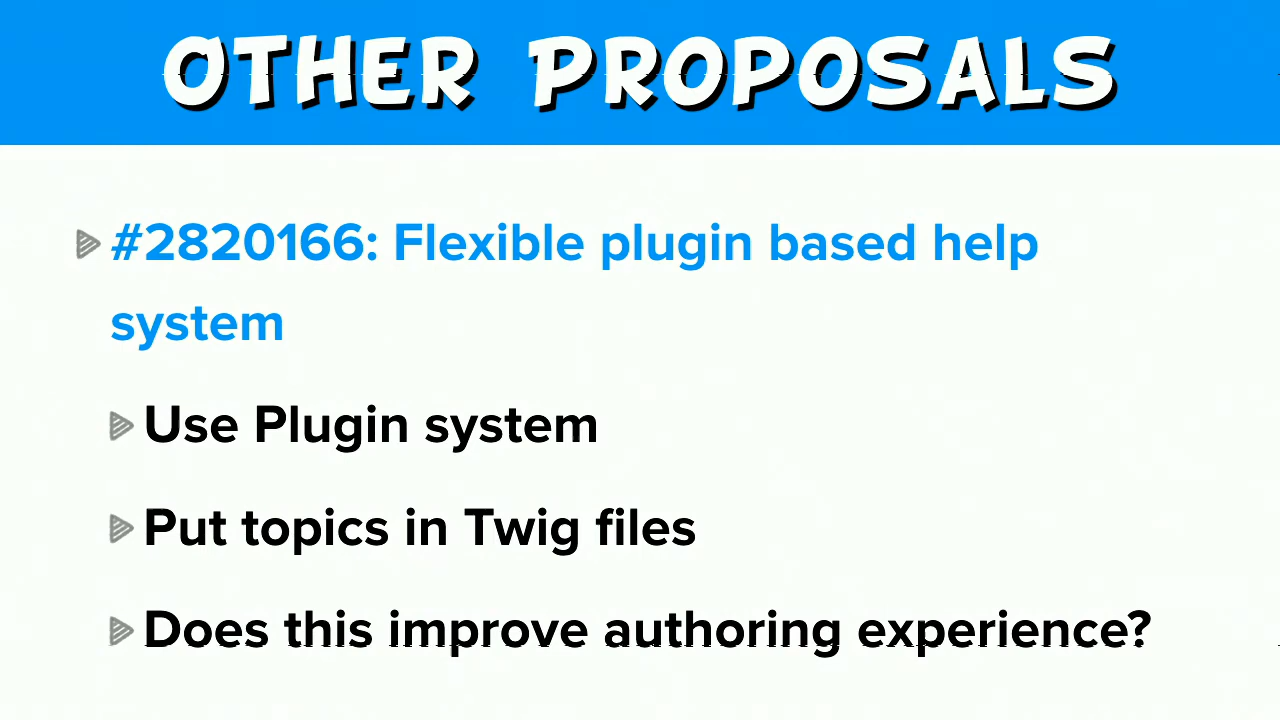 OTHER PROPOSALS
#2820166: Flexible plugin based help
system
Use Plugin system
Put topics in Twig files
Does this improve authoring experience?